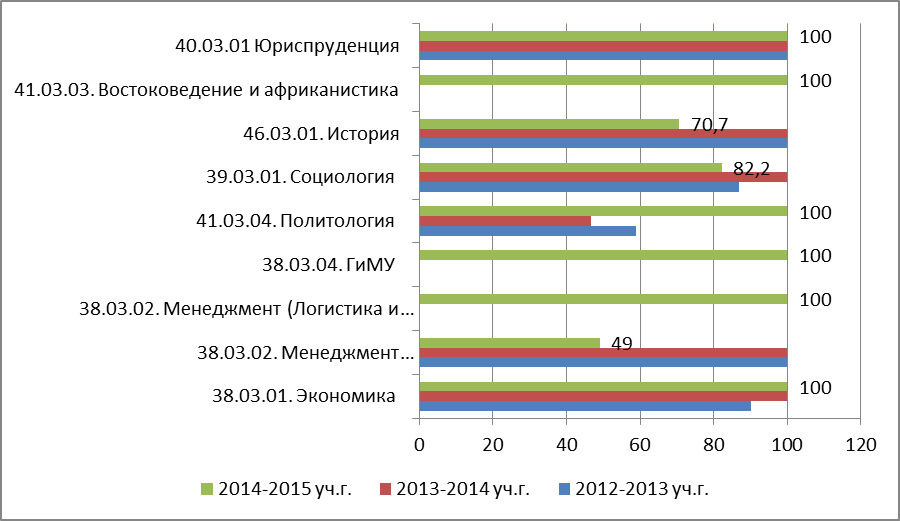 40.03.01 Юриспруденция 100
41.03.03. Востоковедение и африканистика 100
46.03.01. История 70,7
39.03.01. Социология 82,2
41.03.04. Политология 100
38.03.04. ГиМУ 100
38.03.02. Менеджмент (Логистика и... 100
38.03.02. Менеджмент... 49
38.03.01. Экономика 100
0 20 40 60 80 100 120
2014-2015 уч.г. 2013-2014 уч.г. 2012-2013 уч.г.